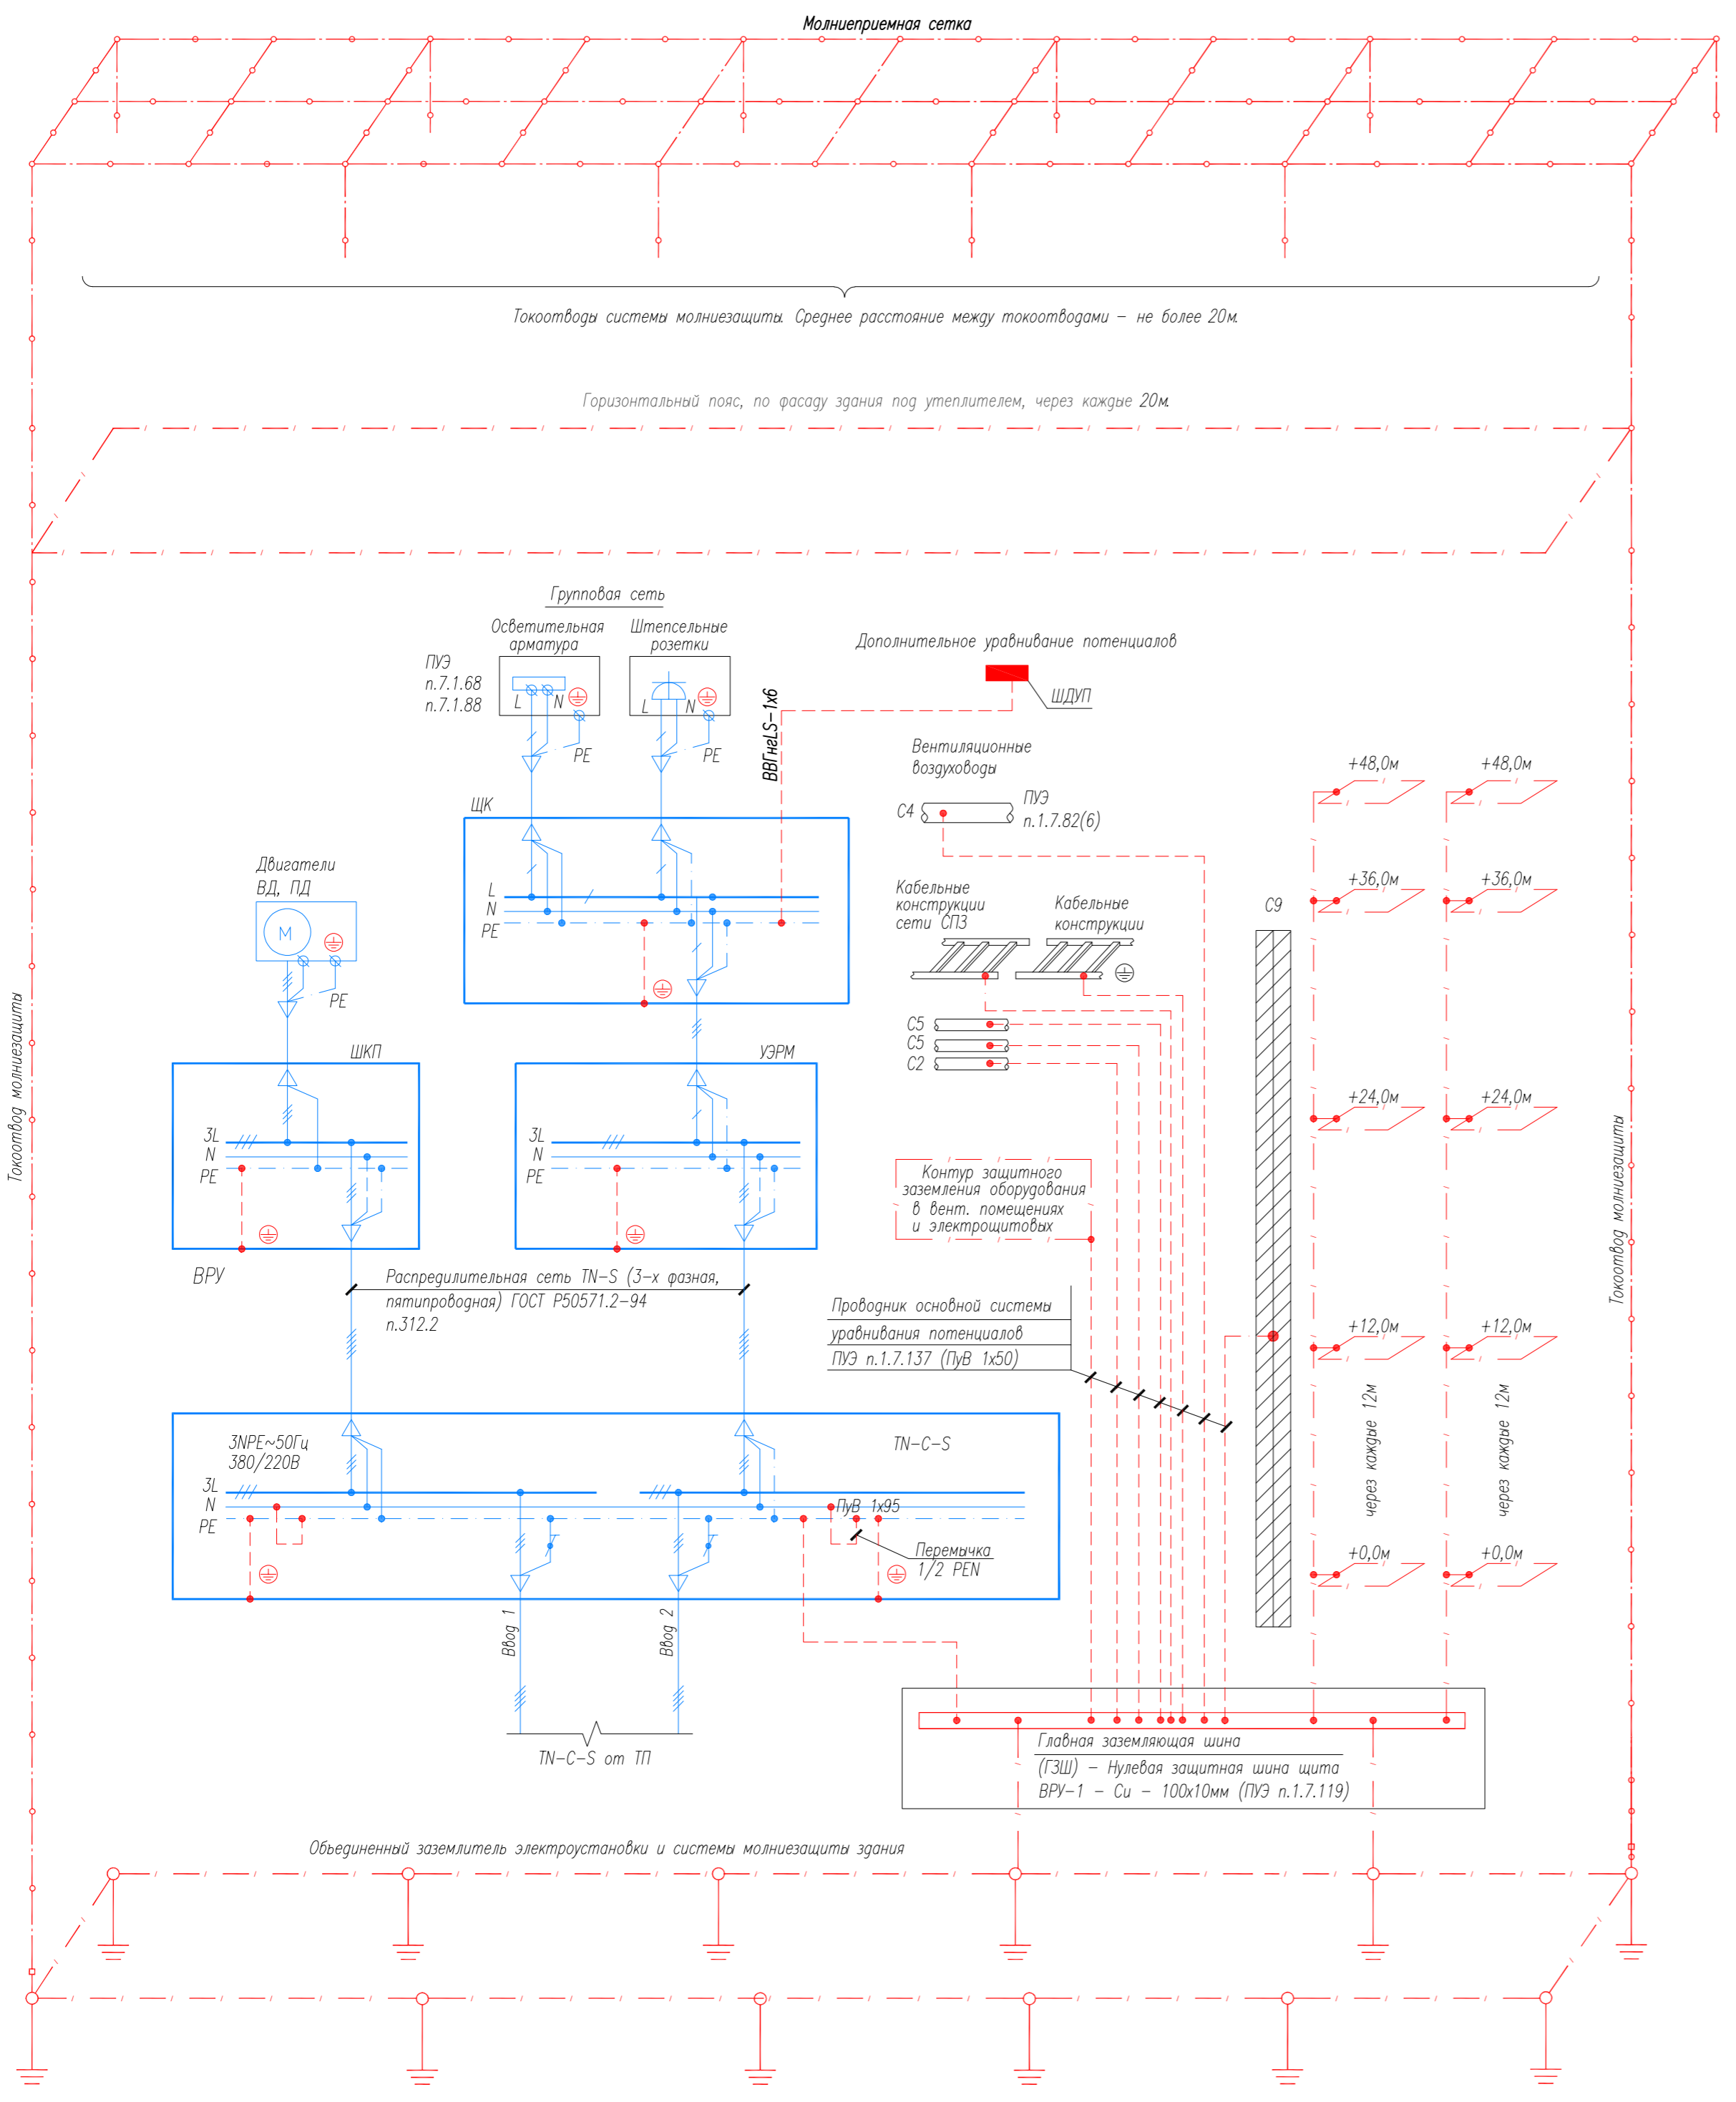 Молниеприемная сетка
Токоотводы системы молниезащиты. Среднее расстояние между токоотводами – не более 20м.
Горизонтальный пояс, по фасаду здания под утеплителем, через каждые 20м.
Групповая сеть
Осветительная
арматура
Штепсельные
розетки
ПУЭ
п.7.1.68
п.7.1.88
L
N
L
N
PE
PE
ВВГнгLS-1х6
Дополнительное уравнивание потенциалов
ШДУП
Вентиляционные
воздуховоды
С4
ПУЭ
п.1.7.82(6)
ЩК
L
N
PE
Двигатели
ВД, ПД
М
PE
Кабельные
конструкции
сети СПЗ
Кабельные
конструкции
С5
С5
С2
С9
+48,0м
+48,0м
+36,0м
+36,0м
+24,0м
+24,0м
+12,0м
+12,0м
+0,0м
+0,0м
через каждые 12м
через каждые 12м
Токоотвод молниезащиты
Токоотвод молниезащиты
ШКП
3L
N
PE
УЭРМ
3L
N
PE
Контур защитного
заземления оборудования
в вент. помещениях
и электрощитовых
ВРУ
Распредилительная сеть TN-S (3-х фазная,
пятипроводная) ГОСТ Р50571.2-94
п.312.2
Проводник основной системы
уравнивания потенциалов
ПУЭ п.1.7.137 (ПуВ 1х50)
3NPE~50Гц
380/220В
TN-C-S
3L
N
PE
ПуВ 1х95
Перемычка
1/2 PEN
Ввод 1
Ввод 2
TN-C-S от ТП
Главная заземляющая шина
(ГЗШ) – Нулевая защитная шина щита
ВРУ-1 – Cu – 100х10мм (ПУЭ п.1.7.119)
Объединенный заземлитель электроустановки и системы молниезащиты здания